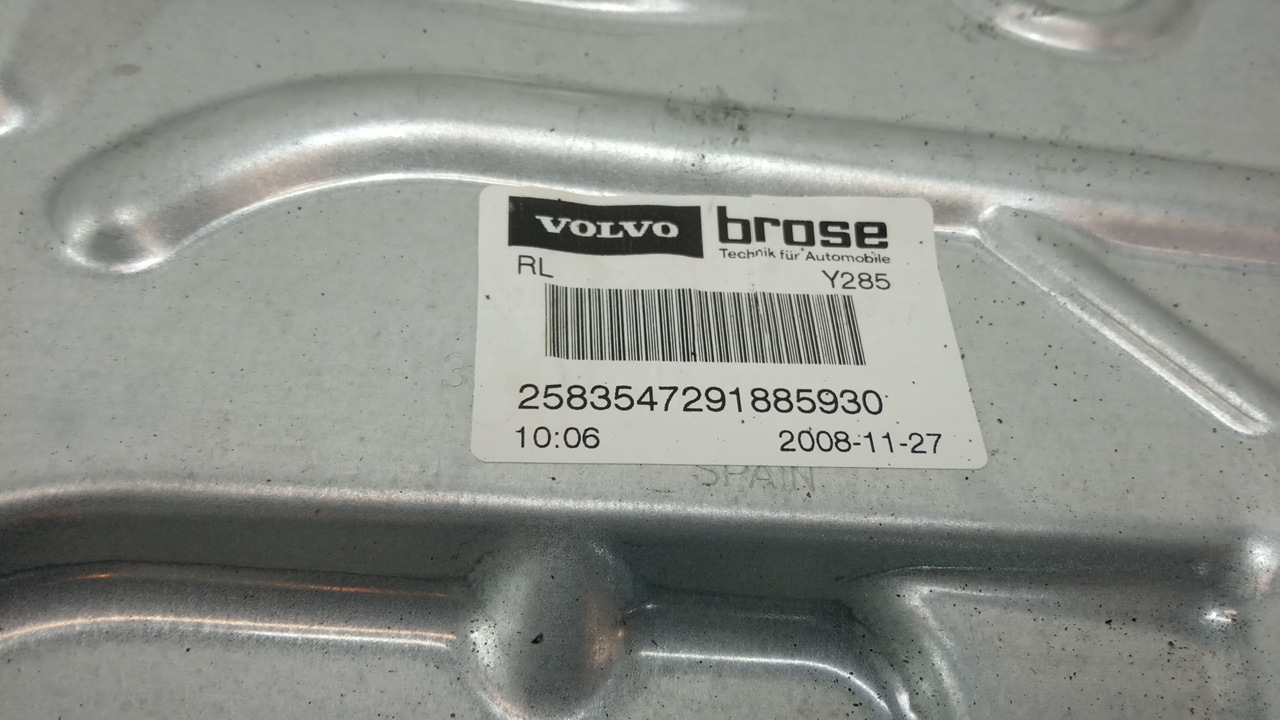 VOLVO
brose
Technik für Automobile
RL
Y285
2583547291885930
10:06
2008-11-27
SPAIN